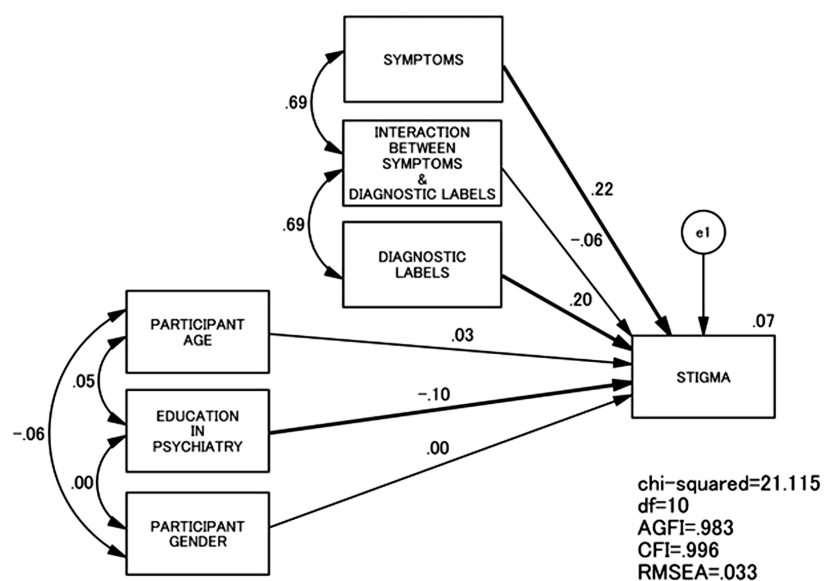 SYMPTOMS
.69
INTERACTION
BETWEEN
SYMPTOMS
&
DIAGNOSTIC LABELS
.69
DIAGNOSTIC
LABELS
.22
-.06
.20
e1
.07
STIGMA
PARTICIPANT
AGE
.03
.05
EDUCATION
IN
PSYCHIATRY
-.10
-.06
.00
.00
PARTICIPANT
GENDER
chi-squared=21.115
df=10
AGFI=.983
CFI=.996
RMSEA=.033